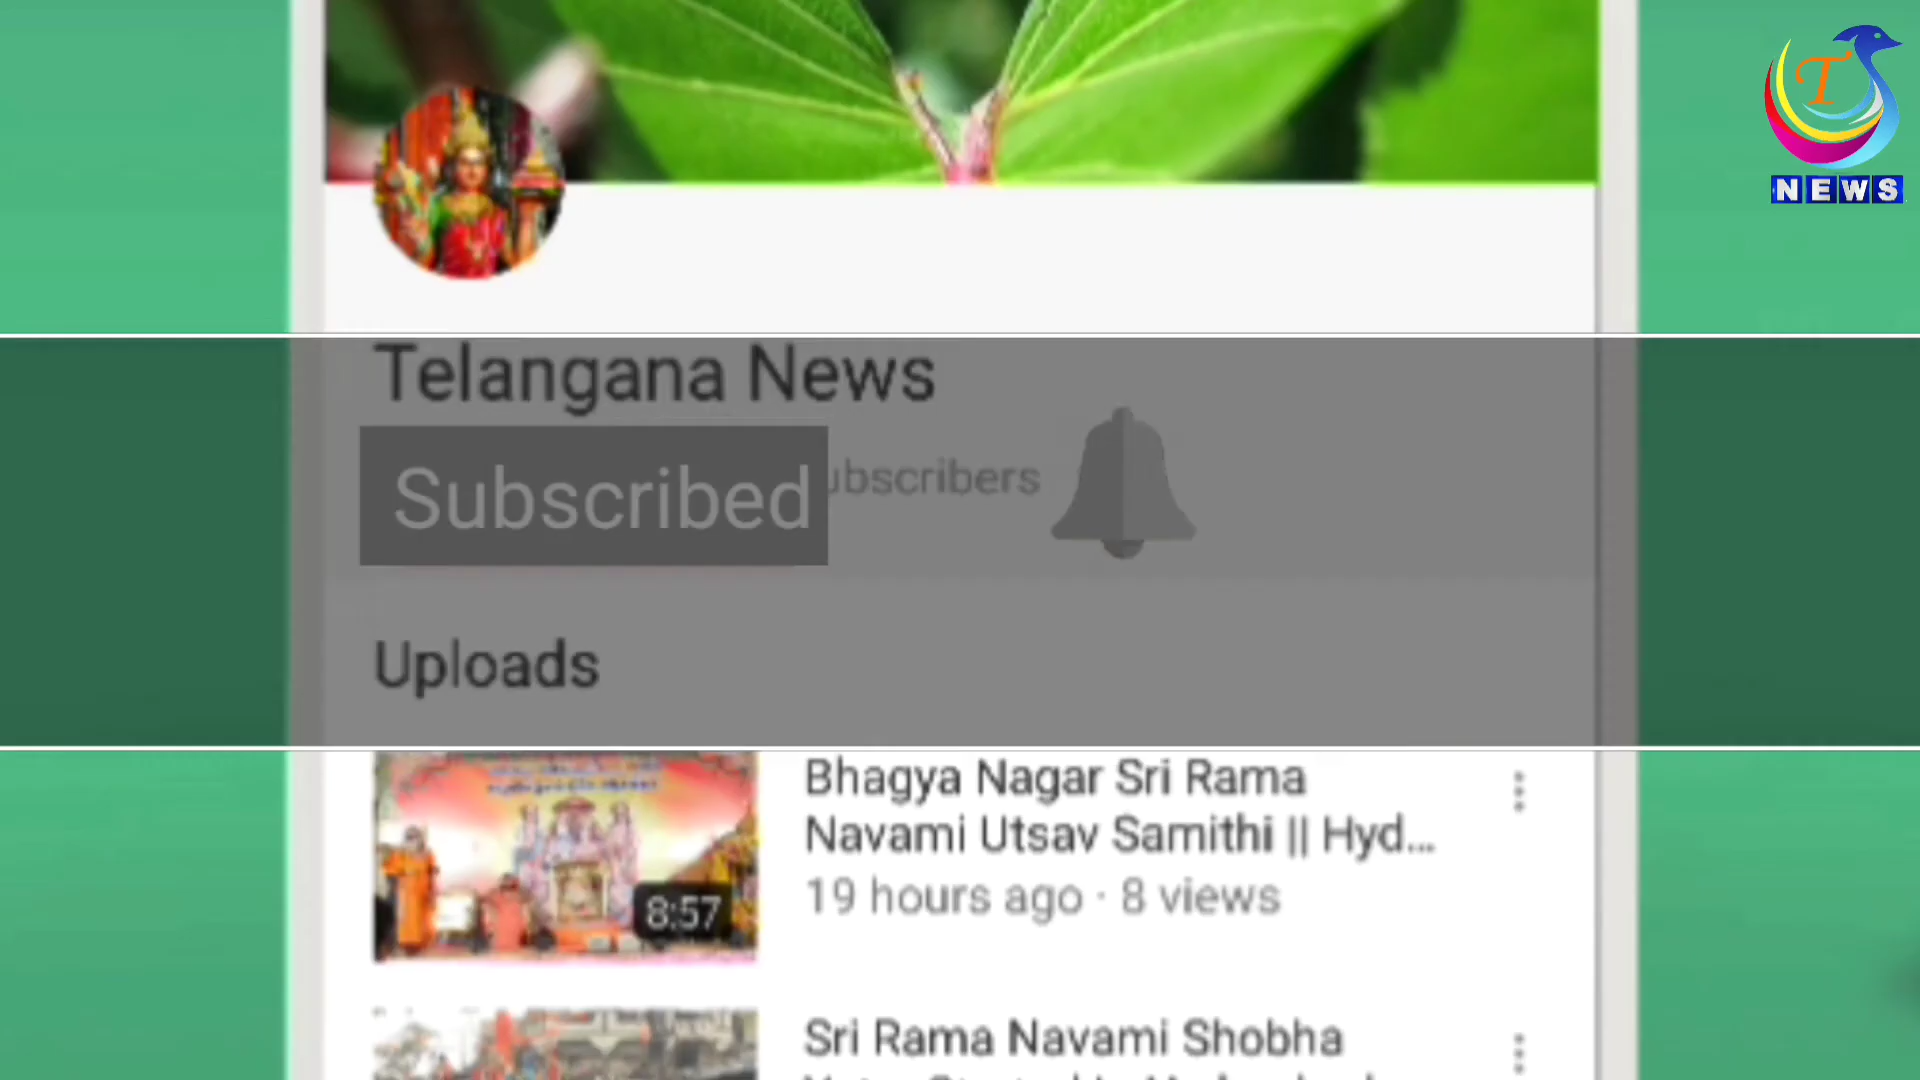 T
NEWS
Telangana News
Subscribed
ubscribers
Uploads
8:57
Bhagya Nagar Sri Rama
Navami Utsav Samithi || Hyd...
19 hours ago · 8 views
Sri Rama Navami Shobha